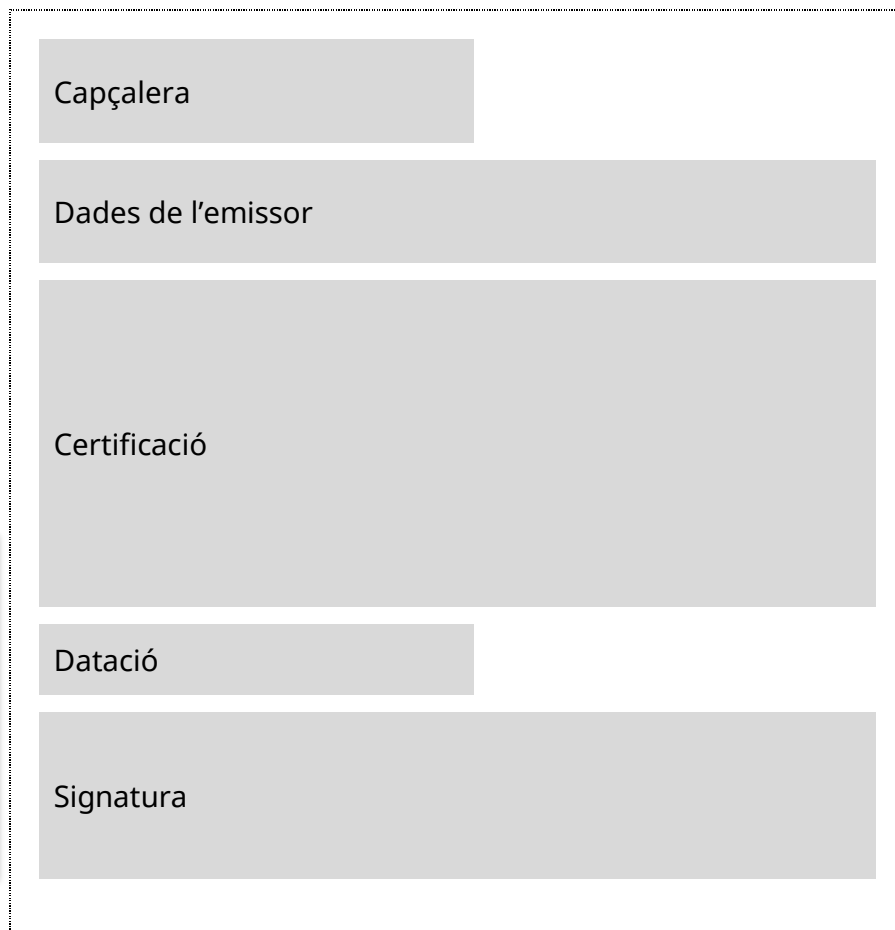 Capçalera
Dades de l’emissor
Certificació
Datació
Signatura